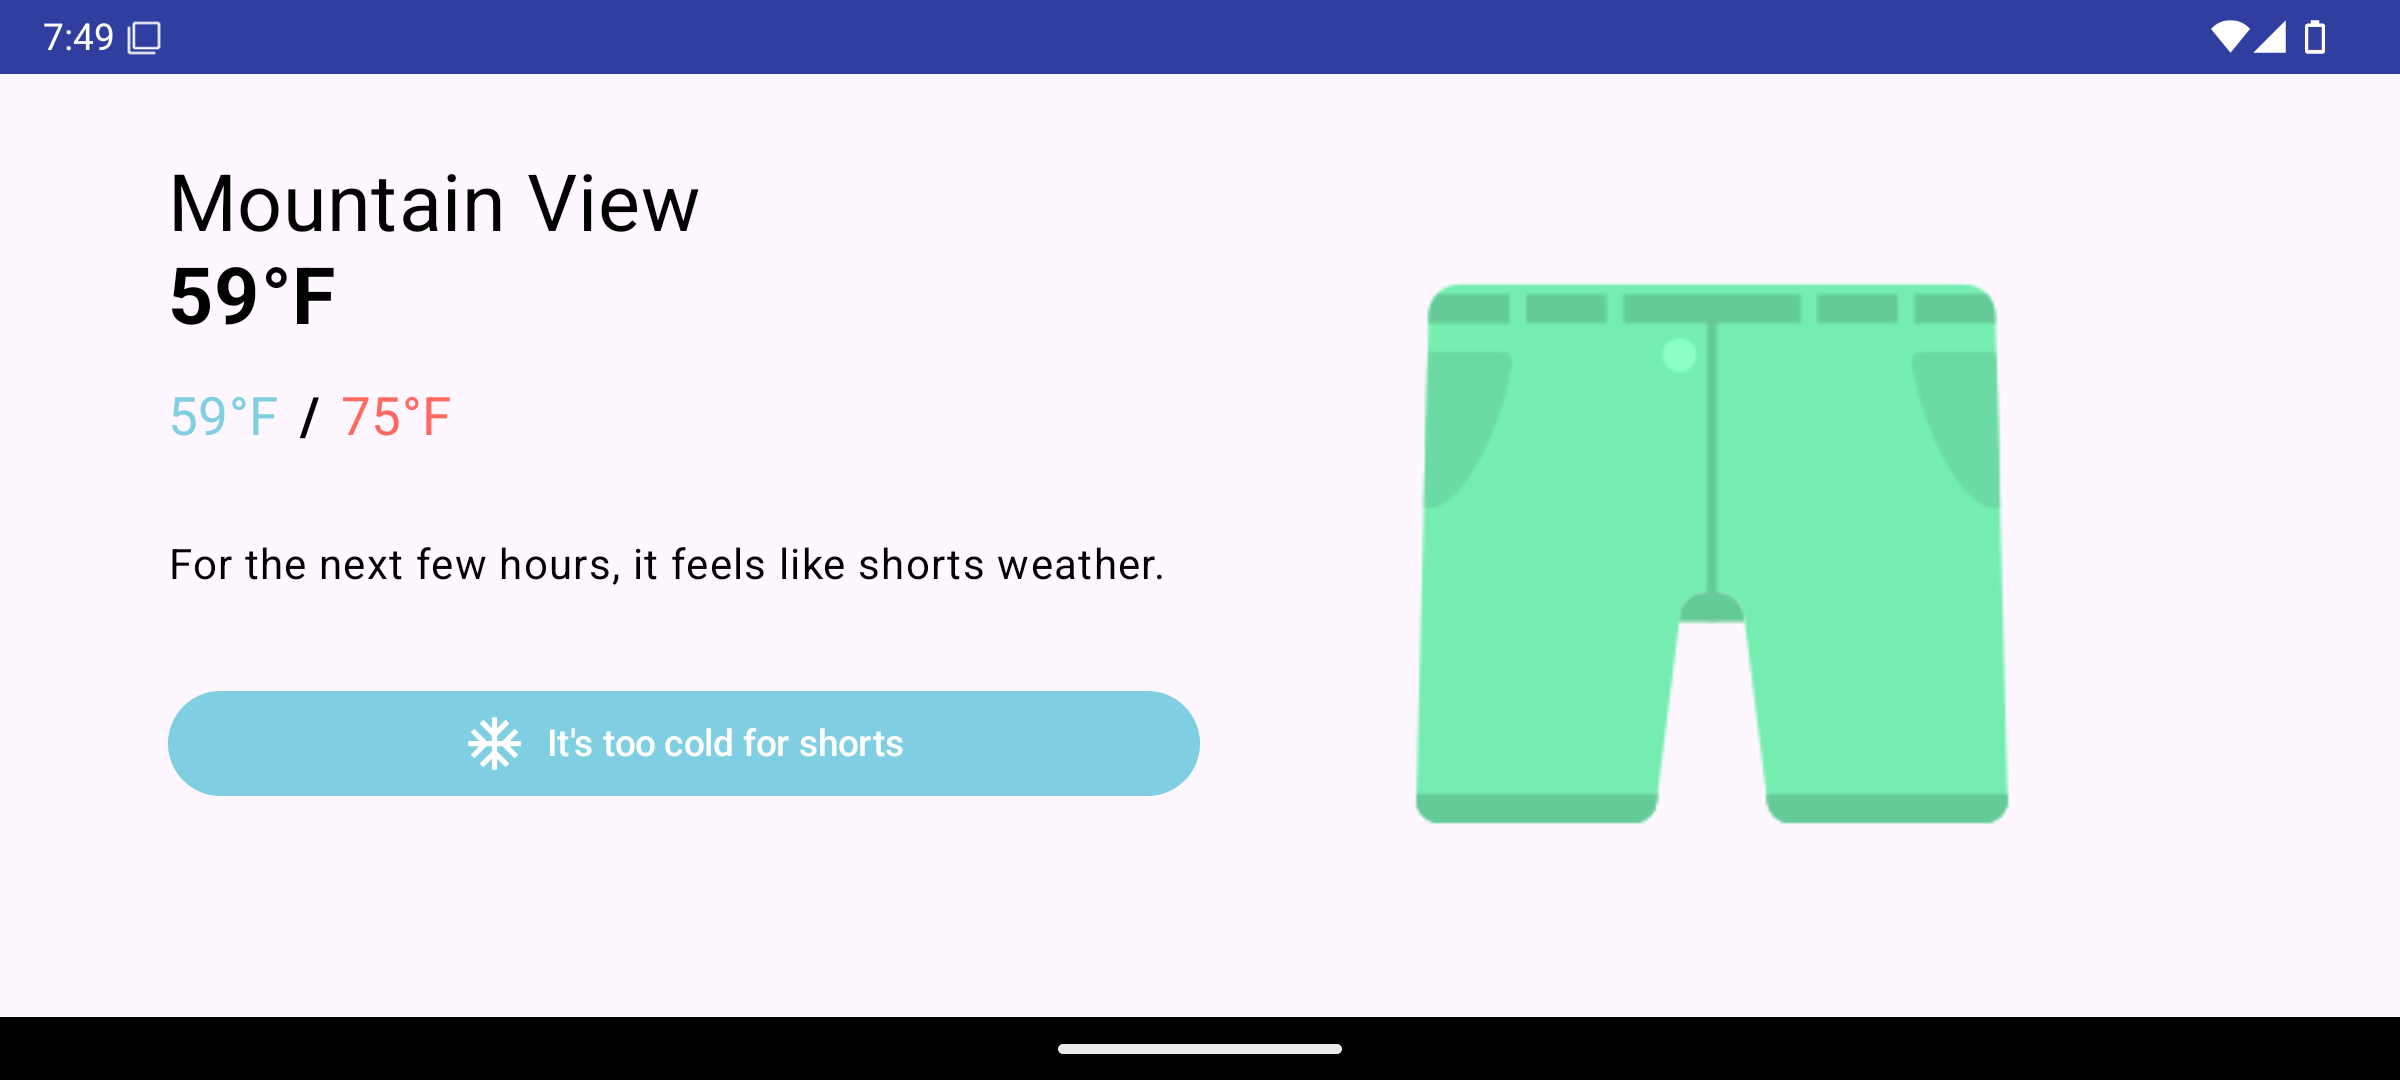 7:49
Mountain View
59°F
59°F / 75°F
For the next few hours, it feels like shorts weather.
It's too cold for shorts